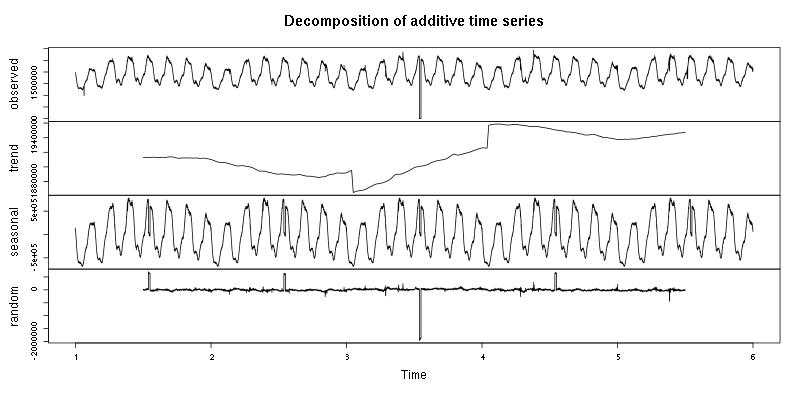 Decomposition of additive time series
observed
1500000
trend
1880000
19400000
seasonal
-5e+05
5e+05
random
-2000000
0
1
2
3
4
5
6
Time